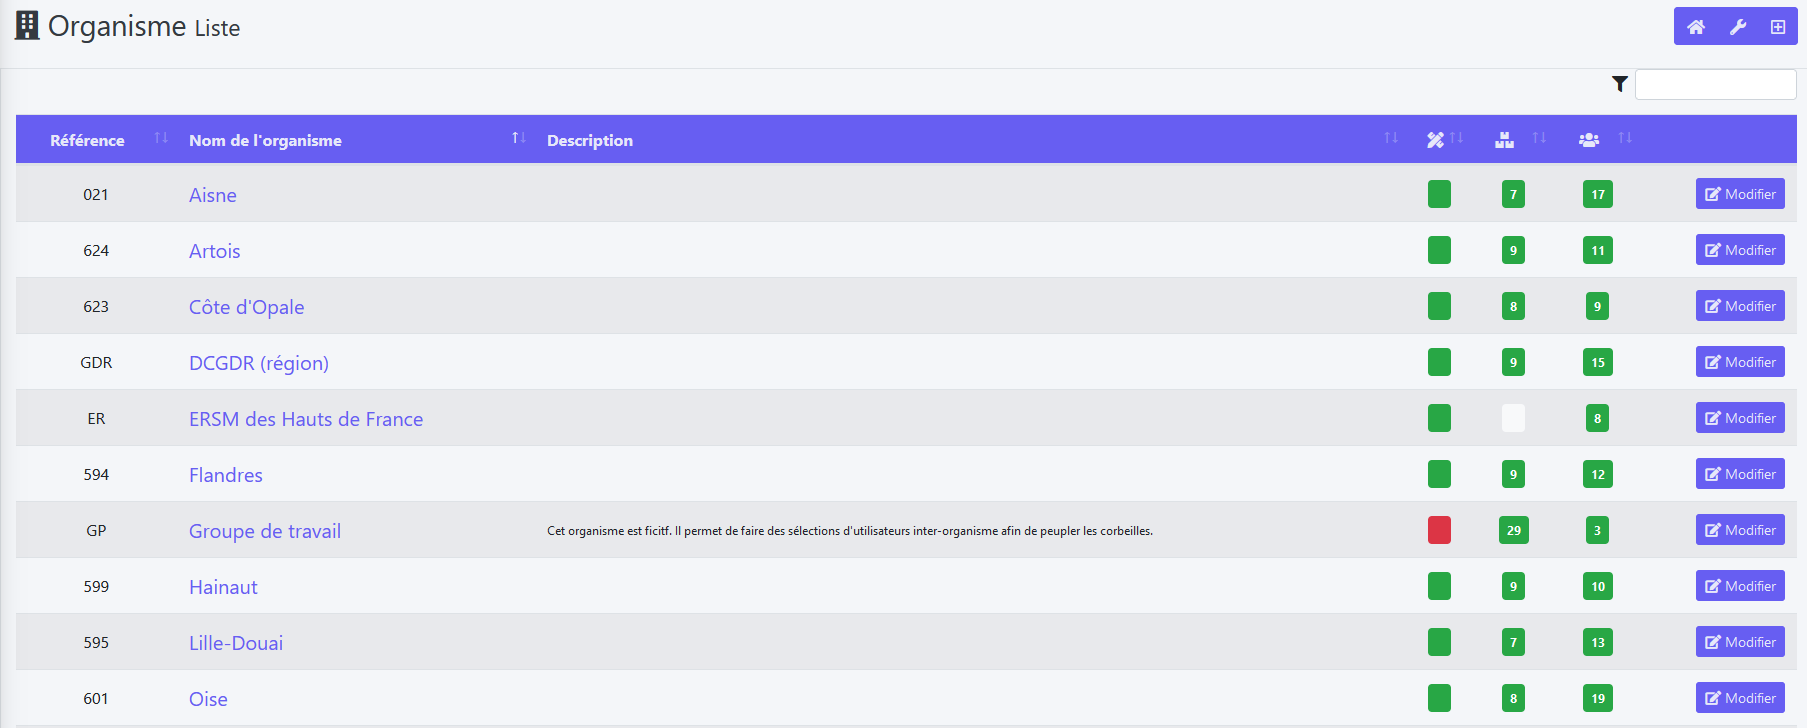 Organisme Liste
Référence Nom de l'organisme Description
021 Aisne 7 17 Modifier
624 Artois 9 11 Modifier
623 Côte d'Opale 8 9 Modifier
GDR DCGDR (région) 9 15 Modifier
ER ERSM des Hauts de France 8 Modifier
594 Flandres 9 12 Modifier
GP Groupe de travail Cet organisme est ficitf. Il permet de faire des sélections d'utilisateurs inter-organisme afin de peupler les corbeilles. 29 3 Modifier
599 Hainaut 9 10 Modifier
595 Lille-Douai 7 13 Modifier
601 Oise 8 19 Modifier